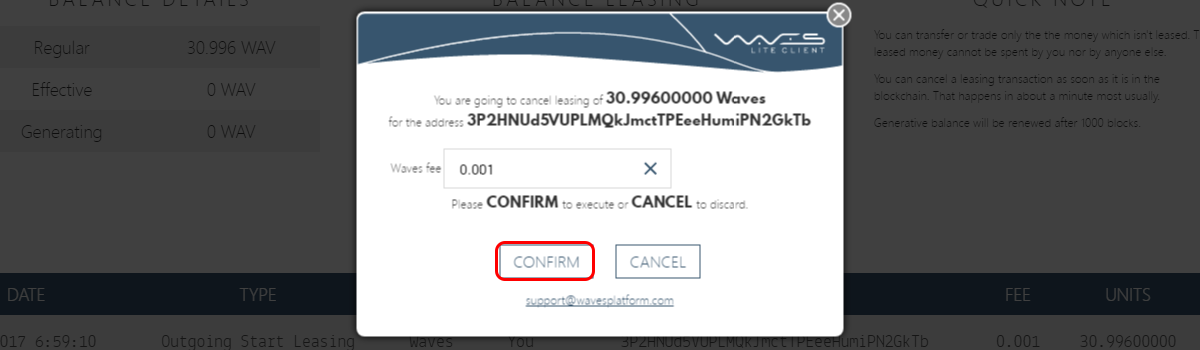 BALANCE DETAILS
BALANCE LEASING
QUICK NOTE
Regular 30.996 WAV
Effective 0 WAV
Generating 0 WAV
You can transfer or trade only the the money which isn't leased. T
leased money cannot be spent by you nor by anyone else.
You can cancel a leasing transaction as soon as it is in the
blockchain. That happens in about a minute most usually.
Generative balance will be renewed after 1000 blocks.
WAVES
LITE CLIENT
You are going to cancel leasing of 30.99600000 Waves
for the address 3P2HNUd5VUPLMQkJmctTPEeeHumiPN2GkTb
Waves fee 0.001
Please CONFIRM to execute or CANCEL to discard.
CONFIRM CANCEL
support@wavesplatform.com
DATE TYPE FEE UNITS
017 6:59:10 Outgoing Start Leasing Waves You 3P2HNUd5VUPLMQkJmctTPEeeHumiPN2GkTb 0.001 30.99600000